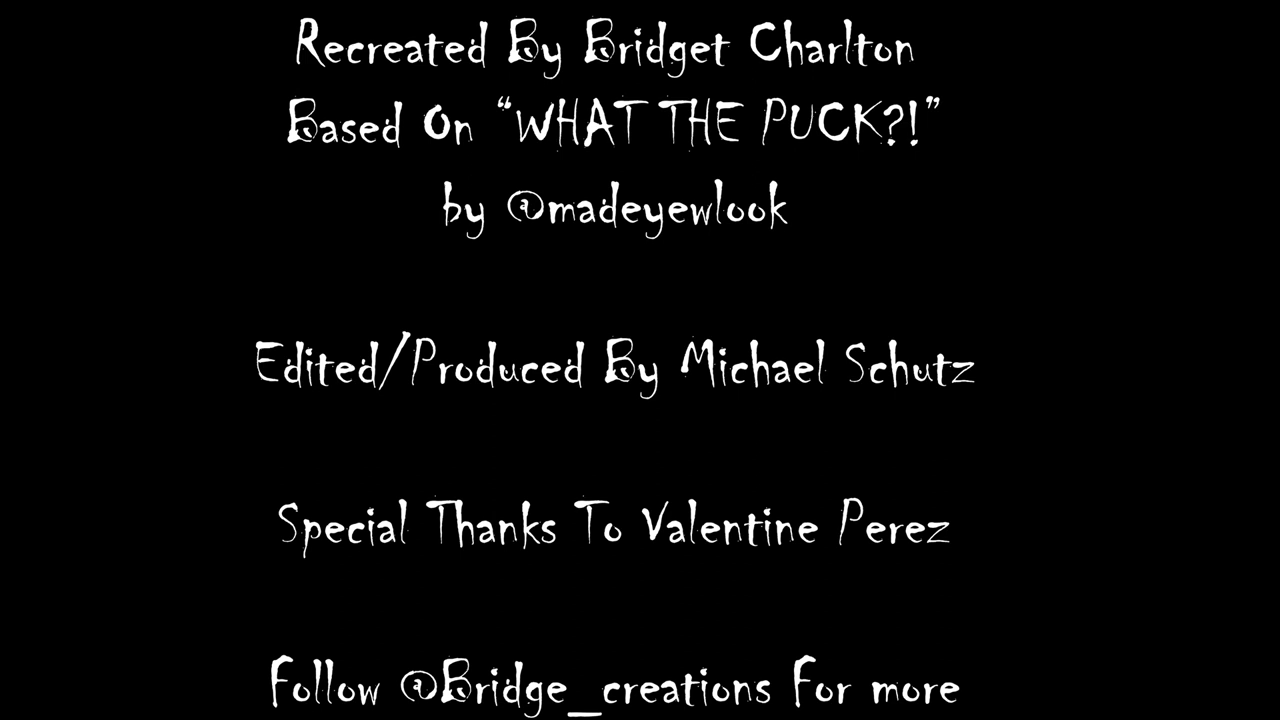 Recreated By Bridget Charlton
Based On “WHAT THE PUCK?!”
by @madeyewlook
Edited/Produced By Michael Schutz
Special Thanks To Valentine Perez
Follow @Bridge_creations For more